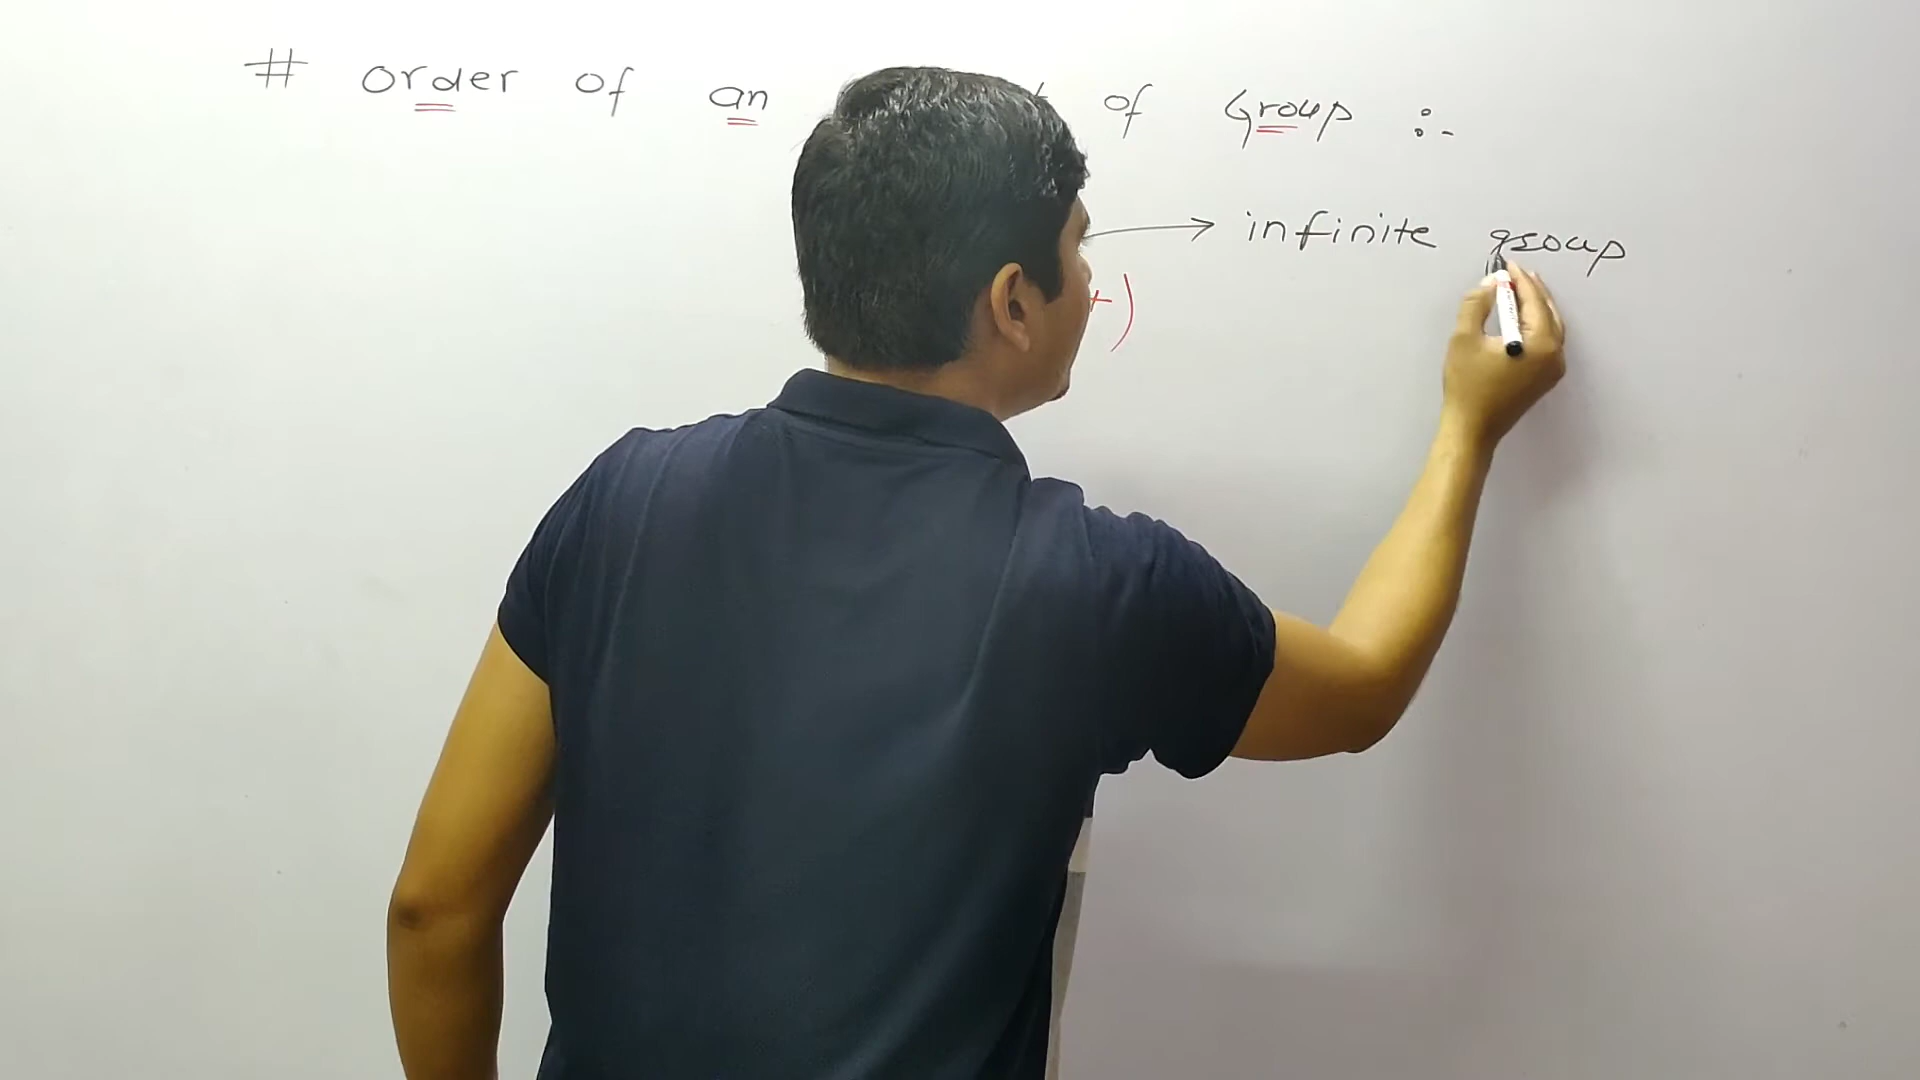 # Order of an of Group :-
→ infinite group
+)